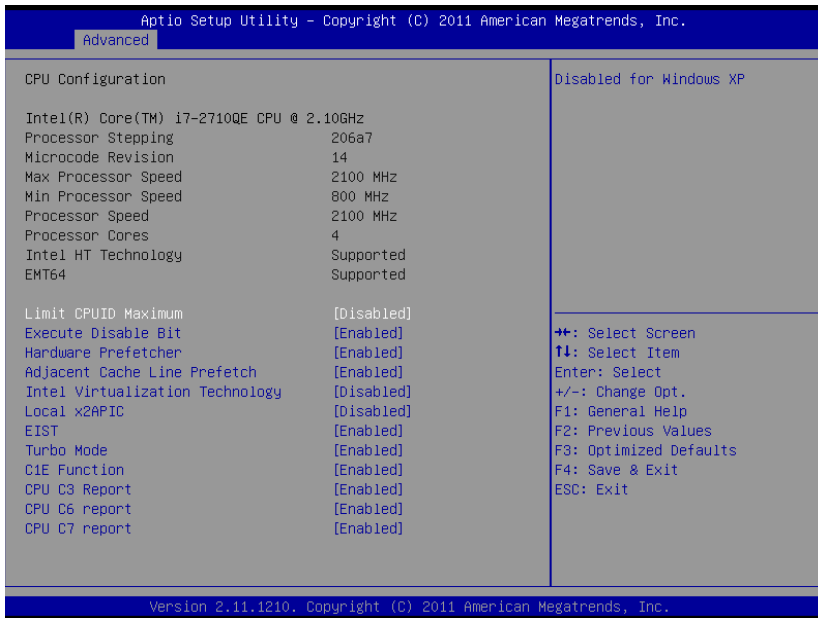 Aptio Setup Utility – Copyright (C) 2011 American Megatrends, Inc.
Advanced
CPU Configuration
Intel(R) Core(TM) i7-2710QE CPU @ 2.10GHz
Processor Stepping 206a7
Microcode Revision 14
Max Processor Speed 2100 MHz
Min Processor Speed 800 MHz
Processor Speed 2100 MHz
Processor Cores 4
Intel HT Technology Supported
EMT64 Supported
Limit CPUID Maximum [Disabled]
Execute Disable Bit [Enabled]
Hardware Prefetcher [Enabled]
Adjacent Cache Line Prefetch [Enabled]
Intel Virtualization Technology [Disabled]
Local x2APIC [Disabled]
EIST [Enabled]
Turbo Mode [Enabled]
C1E Function [Enabled]
CPU C3 Report [Enabled]
CPU C6 report [Enabled]
CPU C7 report [Enabled]
Disabled for Windows XP
→←: Select Screen
↑↓: Select Item
Enter: Select
+/-: Change Opt.
F1: General Help
F2: Previous Values
F3: Optimized Defaults
F4: Save & Exit
ESC: Exit
Version 2.11.1210. Copyright (C) 2011 American Megatrends, Inc.